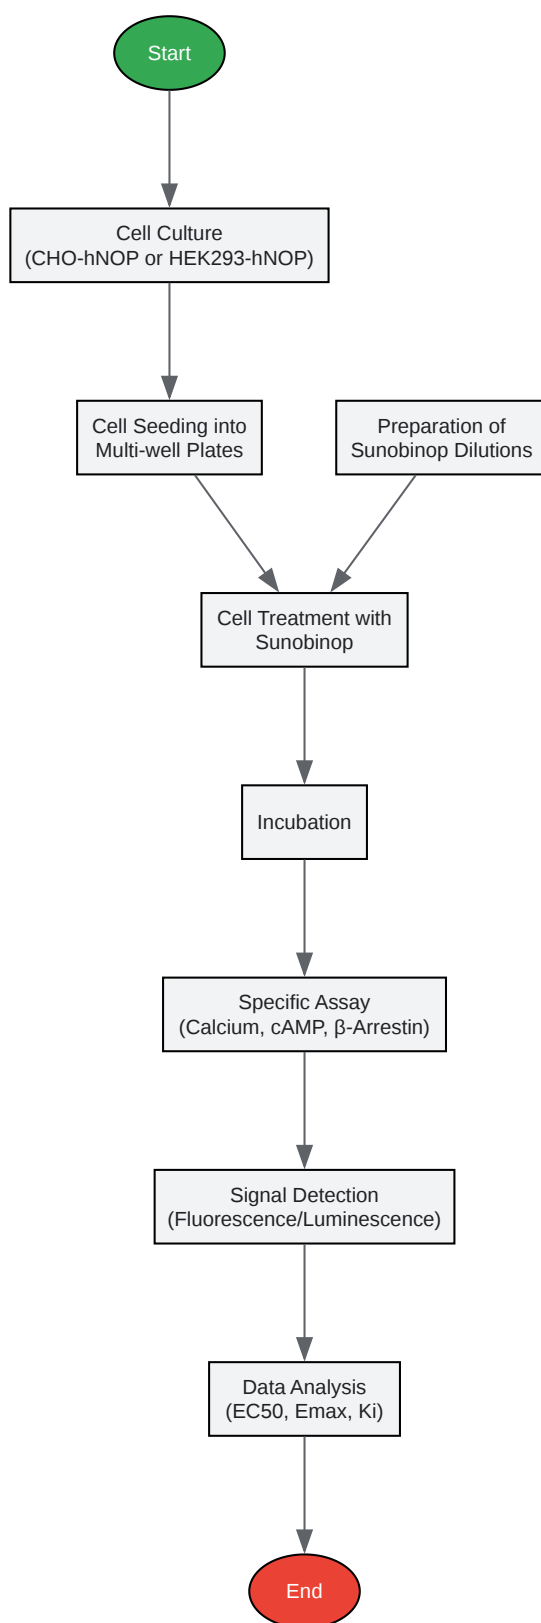 Start
Cell Culture
(CHO-hNOP or HEK293-hNOP)
Cell Seeding into
Multi-well Plates
Preparation of
Sunobinop Dilutions
Cell Treatment with
Sunobinop
Incubation
Specific Assay
(Calcium, cAMP, β-Arrestin)
Signal Detection
(Fluorescence/Luminescence)
Data Analysis
(EC50, Emax, Ki)
End